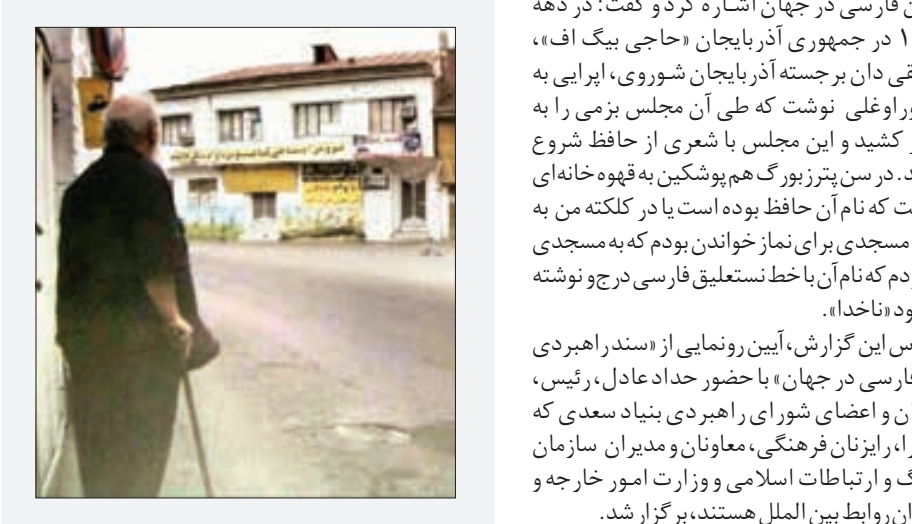 ن فارسی در جهان اشاره کرد و گفت: در دهه
۱ در جمهوری آذربایجان «حاجی بیگ اف»،
قی دان برجسته آذربایجان شوروی، اپرایی به
وراوغلی نوشت که طی آن مجلس بزمی را به
ر کشید و این مجلس با شعری از حافظ شروع
د. در سن پترزبورگ هم پوشکین به قهوه خانه‌ای
ت که نام آن حافظ بوده است یا در کلکته من به
مسجدی برای نماز خواندن بودم که به مسجدی
دم که نام آن با خط نستعلیق فارسی درج و نوشته
ود «ناخدا».
س این گزارش، آیین رونمایی از «سند راهبردی
فارسی در جهان» با حضور حداد عادل، رئیس،
ان و اعضای شورای راهبردی بنیاد سعدی که
را، رایزنان فرهنگی، معاونان و مدیران سازمان
گ و ارتباطات اسلامی و وزارت امور خارجه و
ان روابط بین الملل هستند، برگزار شد.